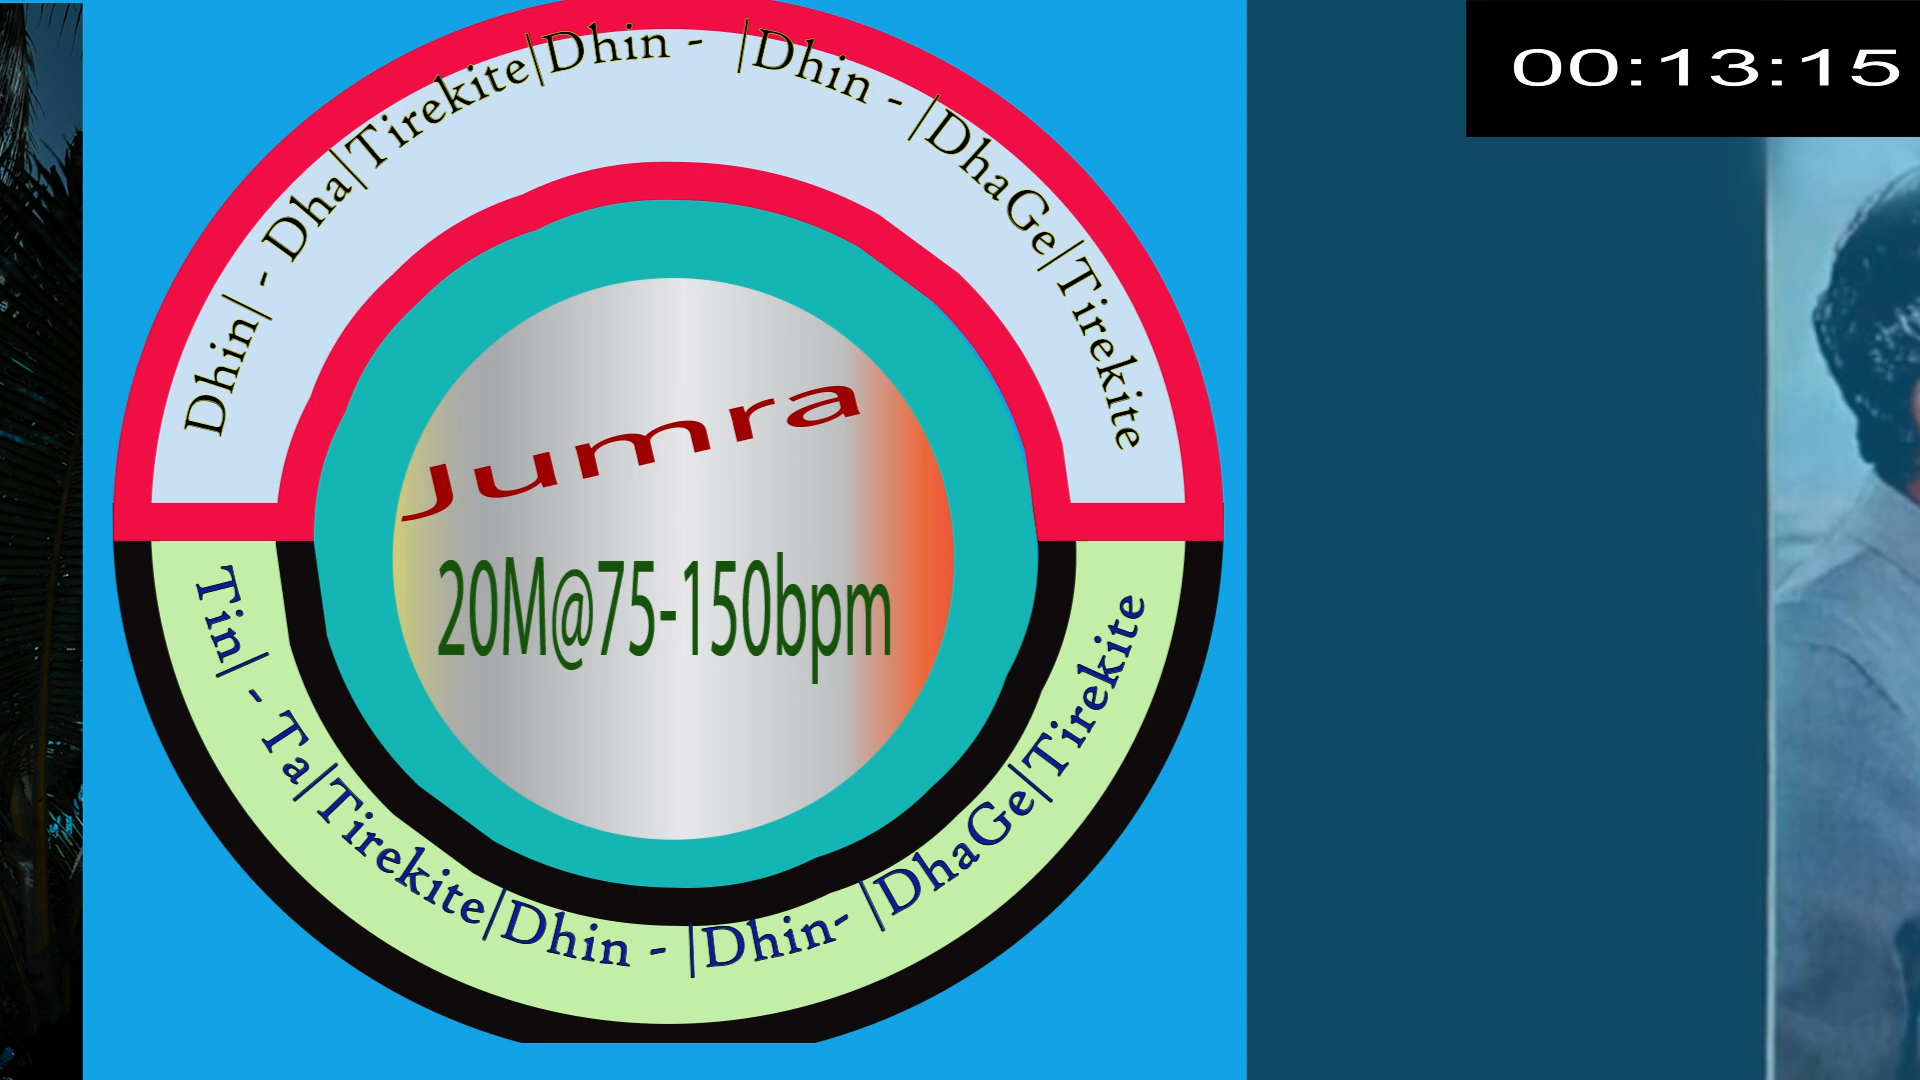 00:13:15
Dhin| - Dha|Tirekite|Dhin - |Dhin - |DhaGe|Tirekite
Jumra
20M@75-150bpm
Tin| - Ta|Tirekite|Dhin - |Dhin- |DhaGe|Tirekite